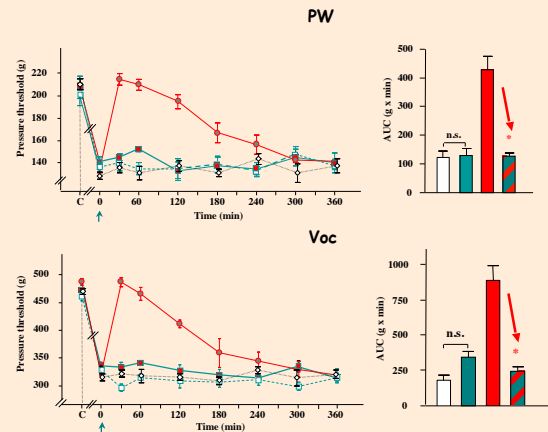 PW
Pressure threshold (g)
220
200
180
160
140
C 0 60 120 180 240 300 360
Time (min)
AUC (g x min)
500
400
300
200
100
0
n.s.
*
Voc
Pressure threshold (g)
500
450
400
350
300
C 0 60 120 180 240 300 360
Time (min)
AUC (g x min)
1000
750
500
250
0
n.s.
*